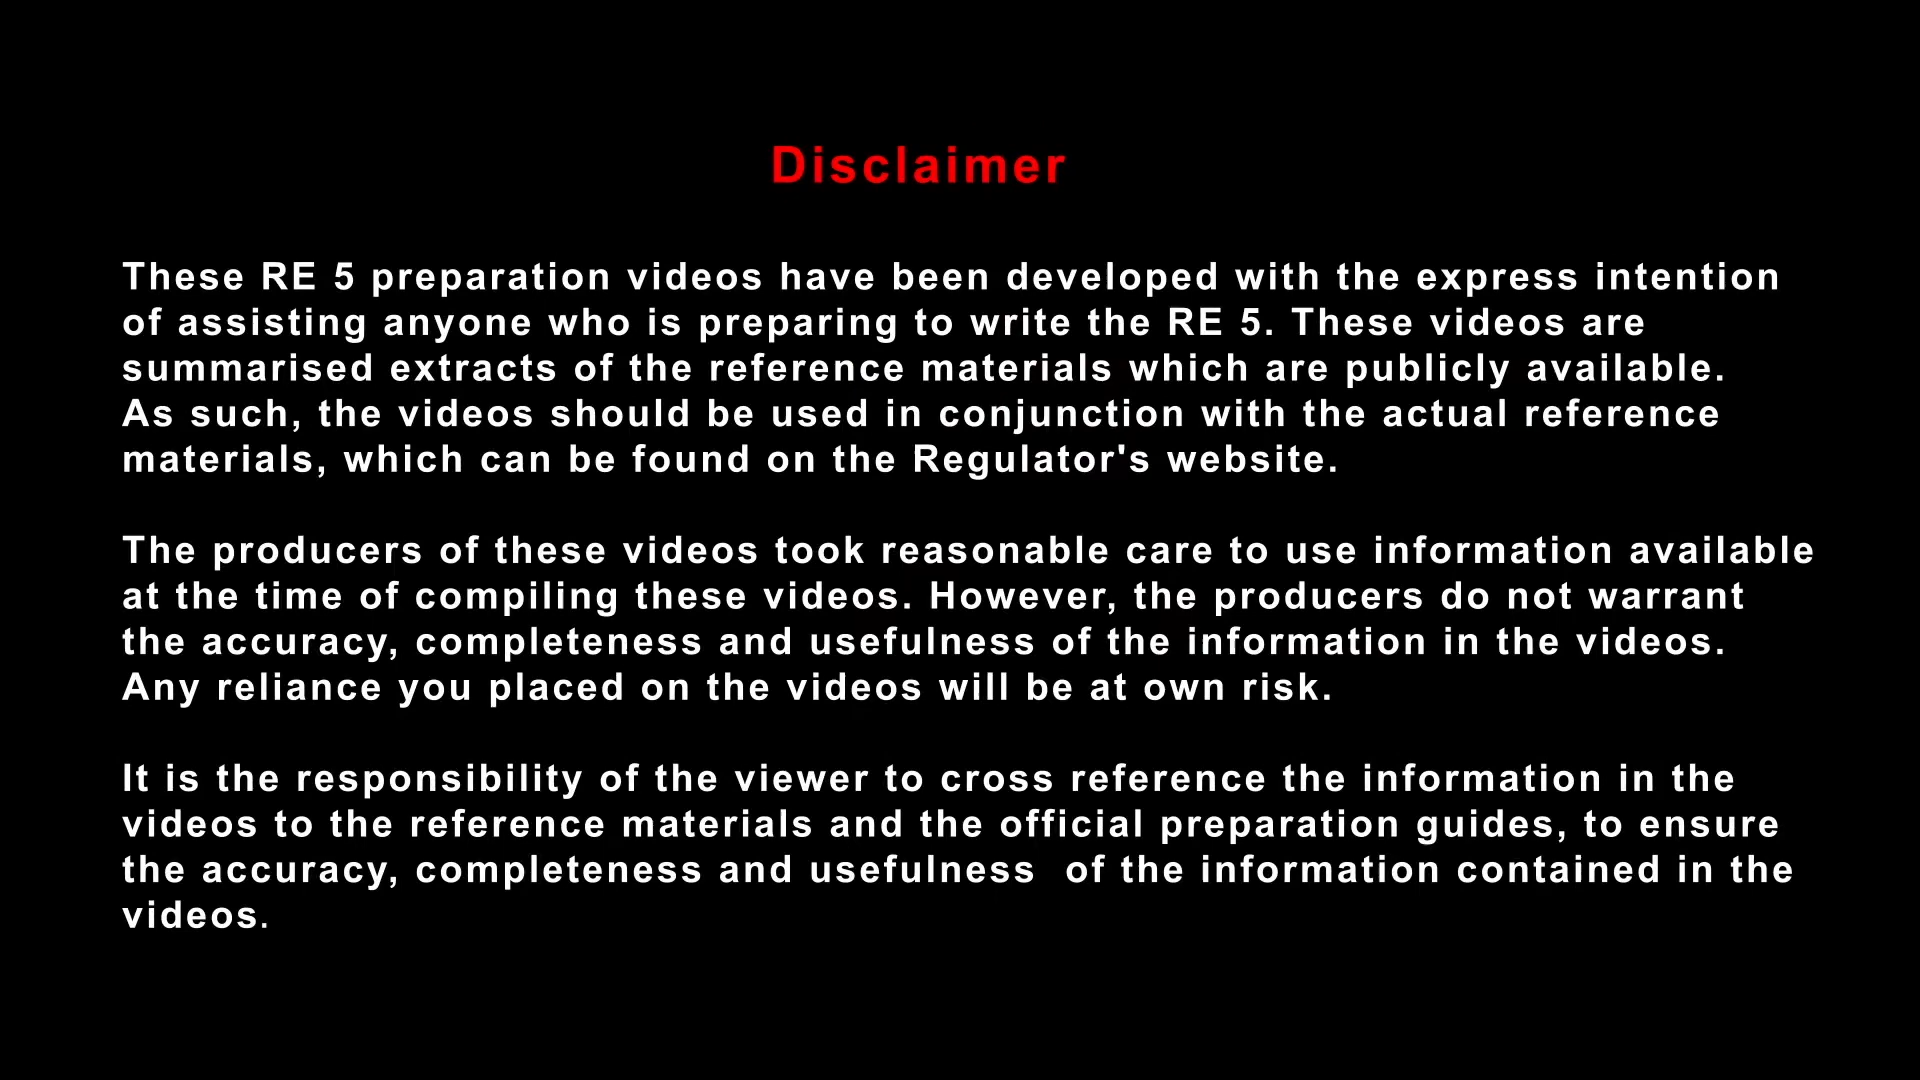 Disclaimer
These RE 5 preparation videos have been developed with the express intention
of assisting anyone who is preparing to write the RE 5. These videos are
summarised extracts of the reference materials which are publicly available.
As such, the videos should be used in conjunction with the actual reference
materials, which can be found on the Regulator's website.
The producers of these videos took reasonable care to use information available
at the time of compiling these videos. However, the producers do not warrant
the accuracy, completeness and usefulness of the information in the videos.
Any reliance you placed on the videos will be at own risk.
It is the responsibility of the viewer to cross reference the information in the
videos to the reference materials and the official preparation guides, to ensure
the accuracy, completeness and usefulness  of the information contained in the
videos.